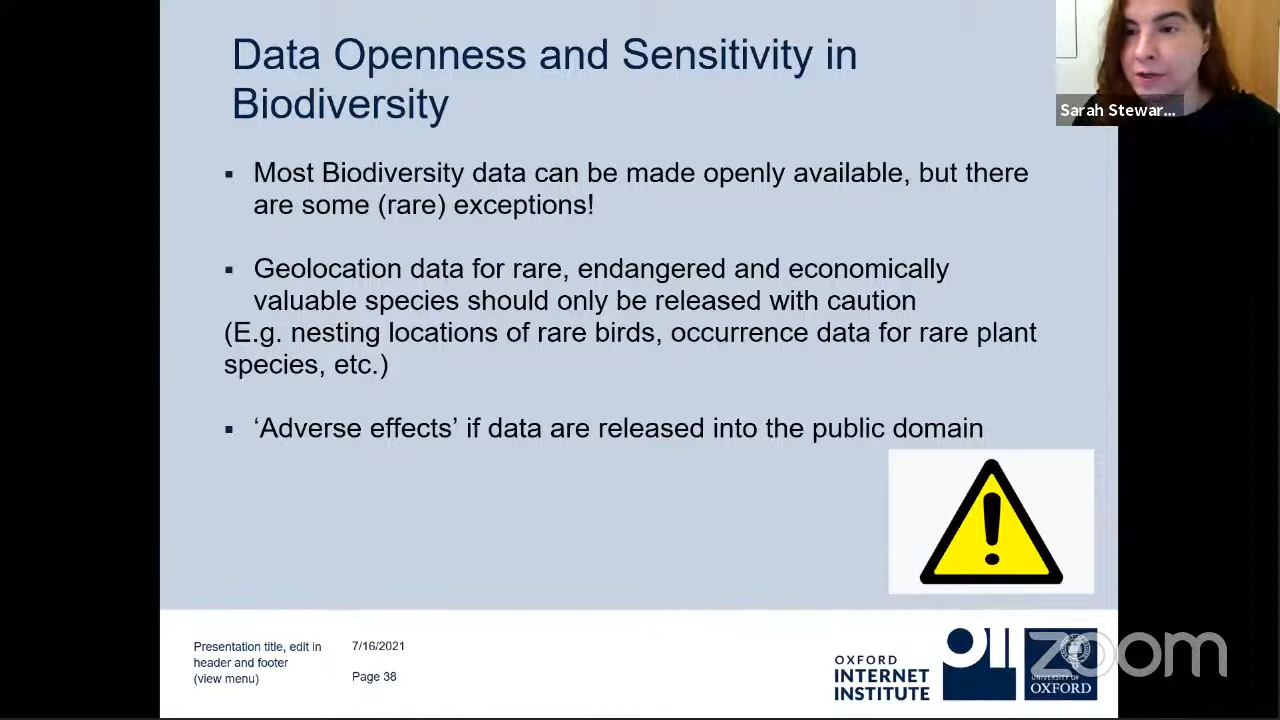 Data Openness and Sensitivity in
Biodiversity
Sarah Stewar...
▪ Most Biodiversity data can be made openly available, but there
are some (rare) exceptions!
▪ Geolocation data for rare, endangered and economically
valuable species should only be released with caution
(E.g. nesting locations of rare birds, occurrence data for rare plant
species, etc.)
▪ ‘Adverse effects’ if data are released into the public domain
Presentation title, edit in
header and footer
(view menu)
7/16/2021
Page 38
OXFORD
INTERNET
INSTITUTE
OII
UNIVERSITY OF
OXFORD
zoom